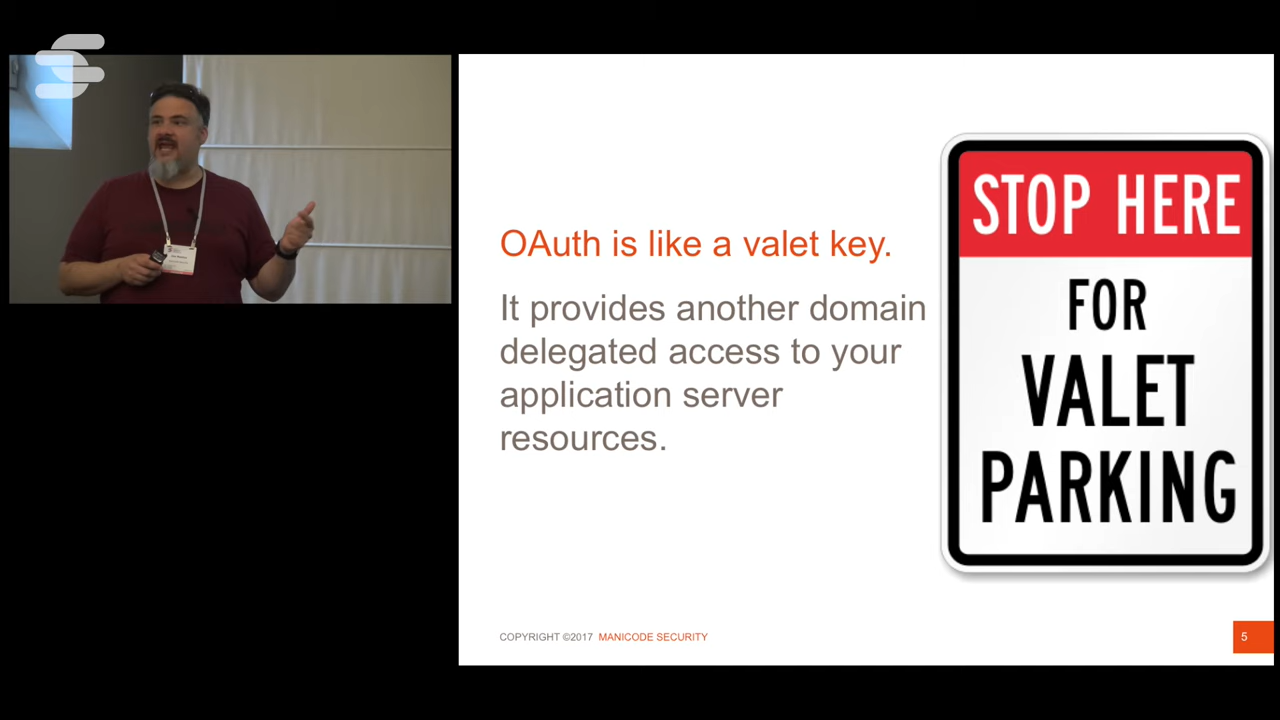 OAuth is like a valet key.
It provides another domain
delegated access to your
application server
resources.
STOP HERE
FOR
VALET
PARKING
COPYRIGHT ©2017 MANICODE SECURITY
5